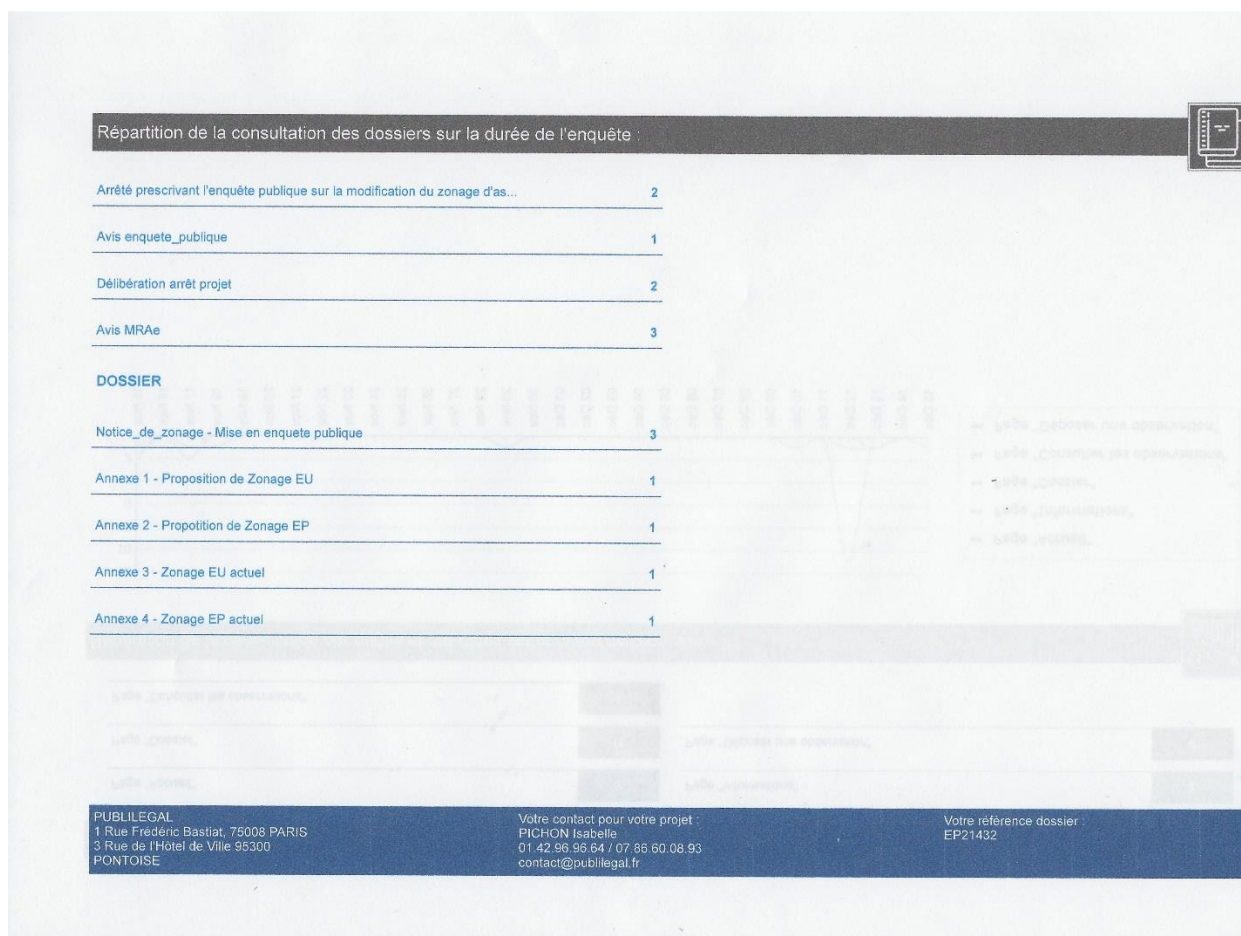 Répartition de la consultation des dossiers sur la durée de l'enquête :
Arrêté prescrivant l'enquête publique sur la modification du zonage d'as... 2
Avis enquete_publique 1
Délibération arrêt projet 2
Avis MRAe 3
DOSSIER
Notice_de_zonage - Mise en enquete publique 3
Annexe 1 - Proposition de Zonage EU 1
Annexe 2 - Propotition de Zonage EP 1
Annexe 3 - Zonage EU actuel 1
Annexe 4 - Zonage EP actuel 1
PUBLILEGAL
1 Rue Frédéric Bastiat, 75008 PARIS
3 Rue de l'Hôtel de Ville 95300
PONTOISE
Votre contact pour votre projet :
PICHON Isabelle
01.42.96.96.64 / 07.86.60.08.93
contact@publilegal.fr
Votre référence dossier :
EP21432